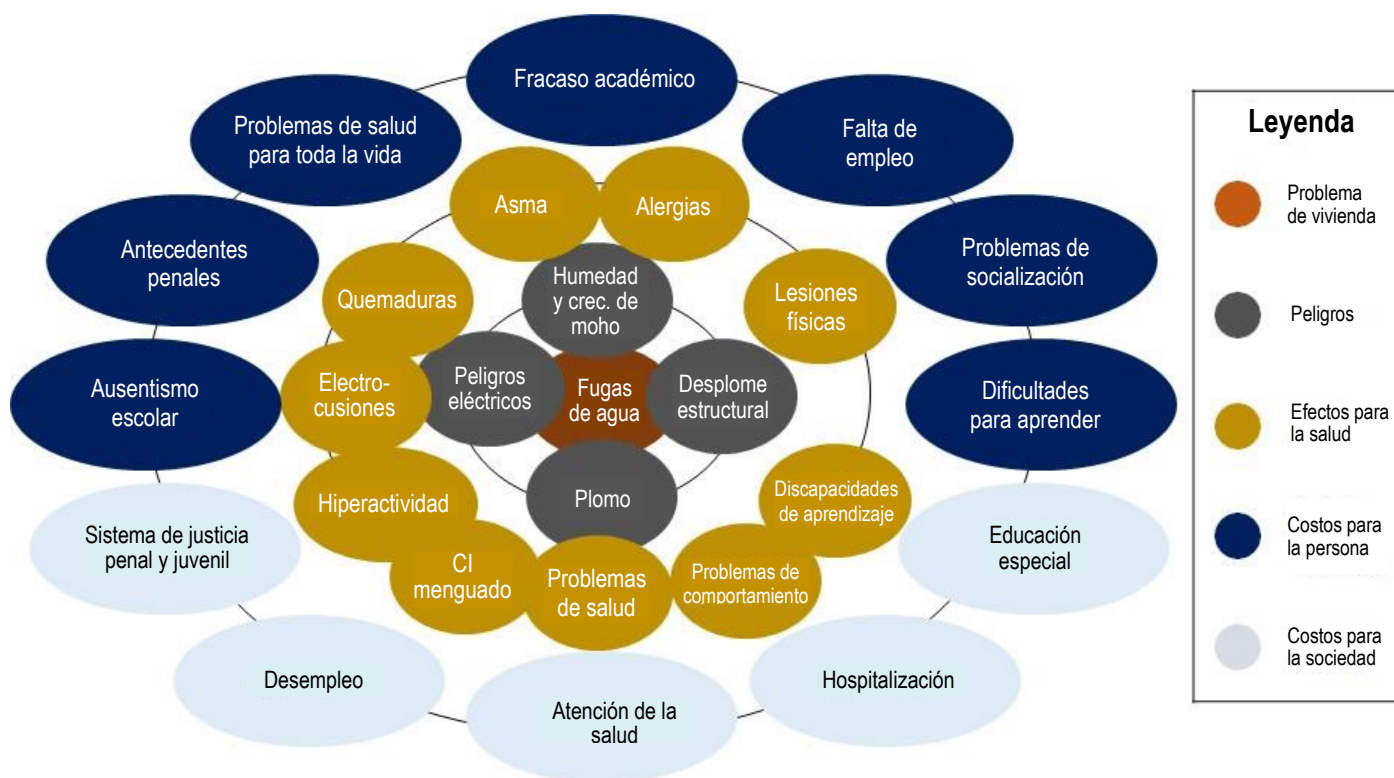 Fracaso académico
Problemas de salud
para toda la vida
Falta de
empleo
Antecedentes
penales
Problemas de
socialización
Ausentismo
escolar
Dificultades
para aprender
Asma
Alergias
Quemaduras
Lesiones
físicas
Electro-
cusiones
Humedad
y crec. de
moho
Peligros
eléctricos
Fugas
de agua
Desplome
estructural
Plomo
Hiperactividad
CI
menguado
Problemas
de salud
Problemas de
comportamiento
Discapacidades
de aprendizaje
Sistema de justicia
penal y juvenil
Educación
especial
Desempleo
Atención de la
salud
Hospitalización
Leyenda
Problema
de vivienda
Peligros
Efectos para
la salud
Costos para
la persona
Costos para
la sociedad